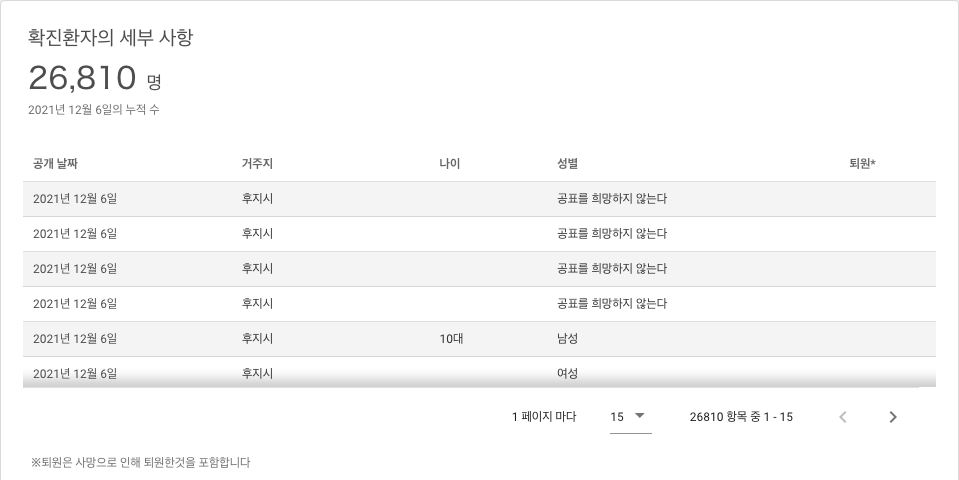 확진환자의 세부 사항
26,810 명
2021년 12월 6일의 누적 수
공개 날짜 거주지 나이 성별 퇴원*
2021년 12월 6일 후지시 공표를 희망하지 않는다
2021년 12월 6일 후지시 공표를 희망하지 않는다
2021년 12월 6일 후지시 공표를 희망하지 않는다
2021년 12월 6일 후지시 공표를 희망하지 않는다
2021년 12월 6일 후지시 10대 남성
2021년 12월 6일 후지시 여성
1 페이지 마다 15 26810 항목 중 1 - 15
※퇴원은 사망으로 인해 퇴원한것을 포함합니다